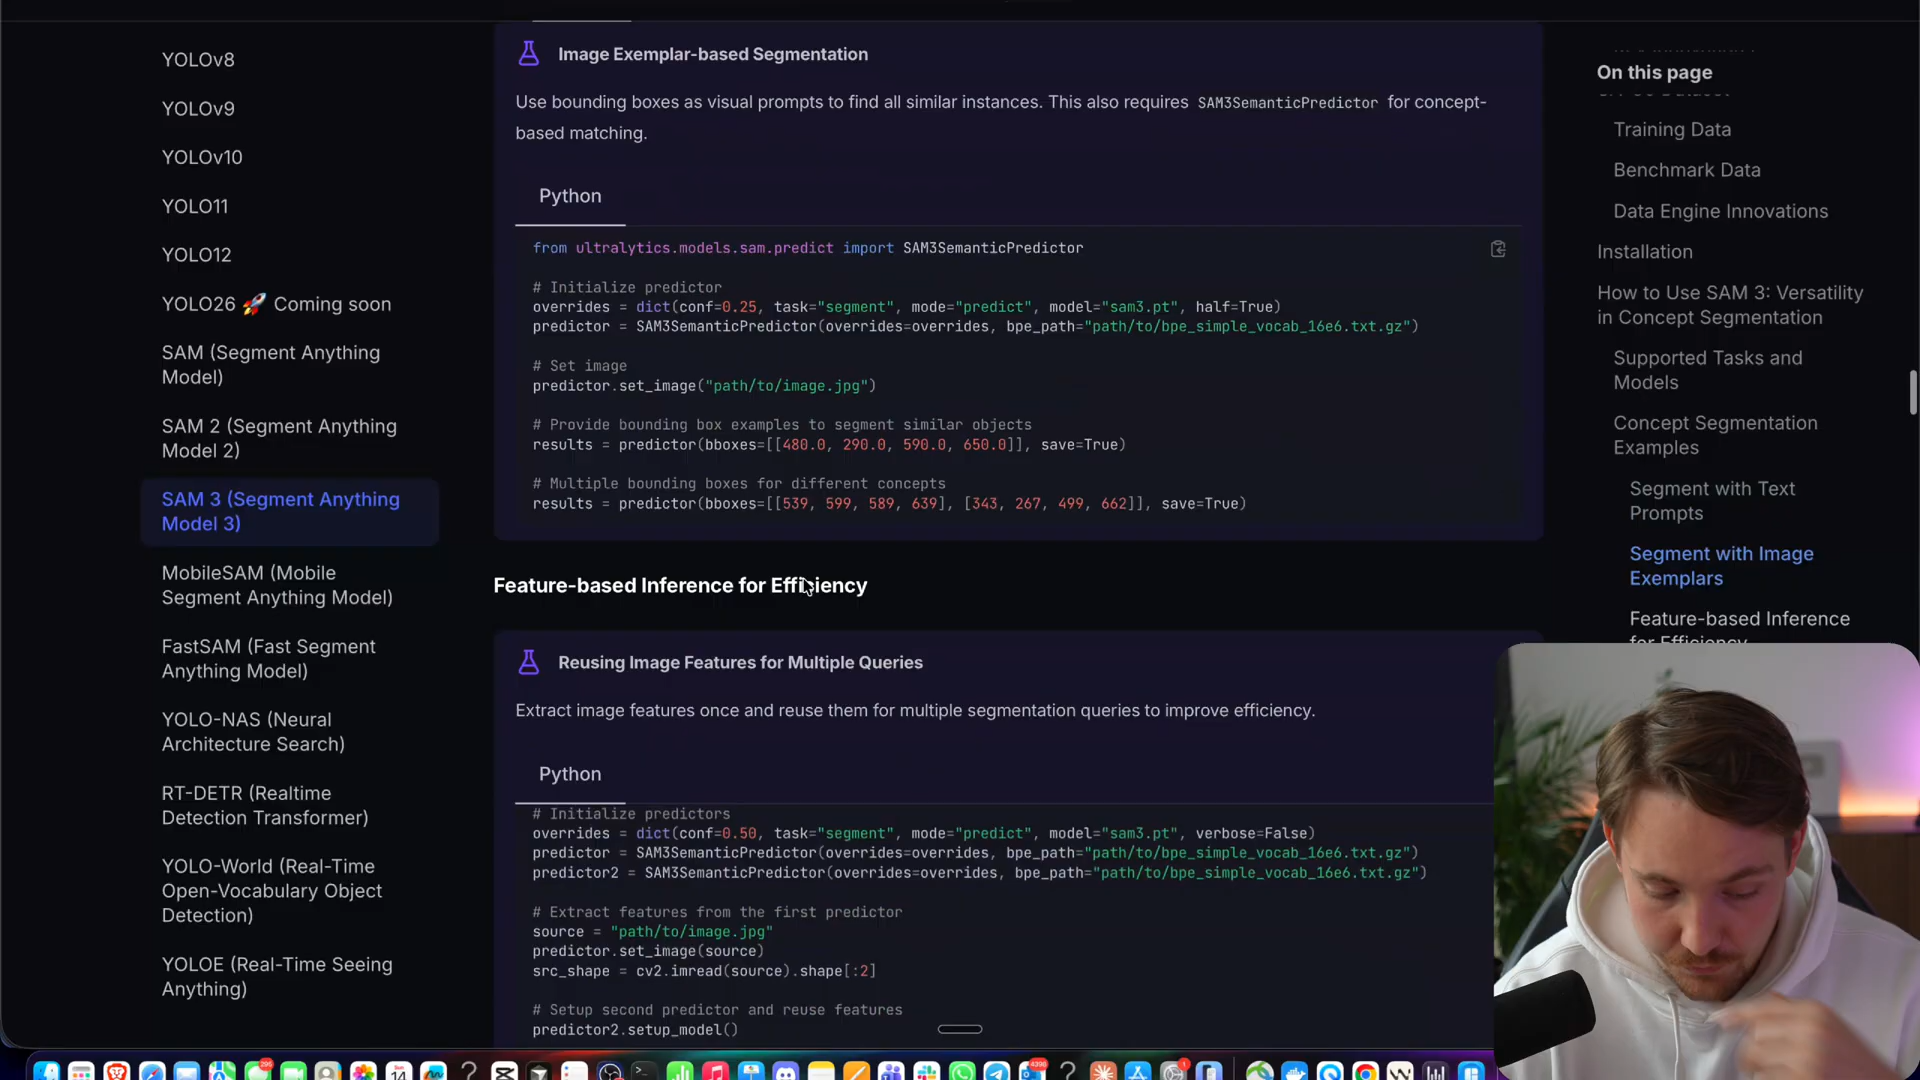 YOLOv8
YOLOv9
YOLOv10
YOLO11
YOLO12
YOLO26 🚀 Coming soon
SAM (Segment Anything
Model)
SAM 2 (Segment Anything
Model 2)
SAM 3 (Segment Anything
Model 3)
MobileSAM (Mobile
Segment Anything Model)
FastSAM (Fast Segment
Anything Model)
YOLO-NAS (Neural
Architecture Search)
RT-DETR (Realtime
Detection Transformer)
YOLO-World (Real-Time
Open-Vocabulary Object
Detection)
YOLOE (Real-Time Seeing
Anything)
Image Exemplar-based Segmentation
Use bounding boxes as visual prompts to find all similar instances. This also requires SAM3SemanticPredictor for concept-
based matching.
Python
from ultralytics.models.sam.predict import SAM3SemanticPredictor
# Initialize predictor
overrides = dict(conf=0.25, task="segment", mode="predict", model="sam3.pt", half=True)
predictor = SAM3SemanticPredictor(overrides=overrides, bpe_path="path/to/bpe_simple_vocab_16e6.txt.gz")
# Set image
predictor.set_image("path/to/image.jpg")
# Provide bounding box examples to segment similar objects
results = predictor(bboxes=[[480.0, 290.0, 590.0, 650.0]], save=True)
# Multiple bounding boxes for different concepts
results = predictor(bboxes=[[539, 599, 589, 639], [343, 267, 499, 662]], save=True)
Feature-based Inference for Efficiency
Reusing Image Features for Multiple Queries
Extract image features once and reuse them for multiple segmentation queries to improve efficiency.
Python
# Initialize predictors
overrides = dict(conf=0.50, task="segment", mode="predict", model="sam3.pt", verbose=False)
predictor = SAM3SemanticPredictor(overrides=overrides, bpe_path="path/to/bpe_simple_vocab_16e6.txt.gz")
predictor2 = SAM3SemanticPredictor(overrides=overrides, bpe_path="path/to/bpe_simple_vocab_16e6.txt.gz")
# Extract features from the first predictor
source = "path/to/image.jpg"
predictor.set_image(source)
src_shape = cv2.imread(source).shape[:2]
# Setup second predictor and reuse features
predictor2.setup_model()
On this page
Training Data
Benchmark Data
Data Engine Innovations
Installation
How to Use SAM 3: Versatility
in Concept Segmentation
Supported Tasks and
Models
Concept Segmentation
Examples
Segment with Text
Prompts
Segment with Image
Exemplars
Feature-based Inference
for Efficiency